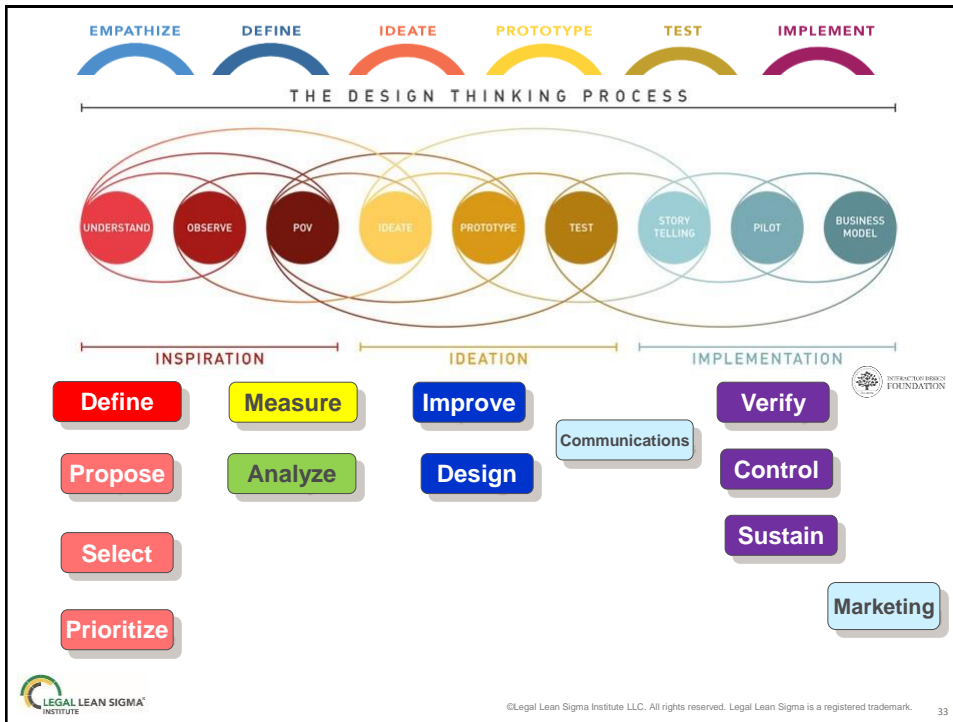 EMPATHIZE DEFINE IDEATE PROTOTYPE TEST IMPLEMENT
THE DESIGN THINKING PROCESS
UNDERSTAND OBSERVE POV IDEATE PROTOTYPE TEST STORY TELLING PILOT BUSINESS MODEL
INSPIRATION IDEATION IMPLEMENTATION
INTERACTION DESIGN
FOUNDATION
Define Measure Improve Verify
Communications
Propose Analyze Design Control
Select Sustain
Marketing
Prioritize
LEGAL LEAN SIGMA
INSTITUTE
©Legal Lean Sigma Institute LLC. All rights reserved. Legal Lean Sigma is a registered trademark. 33